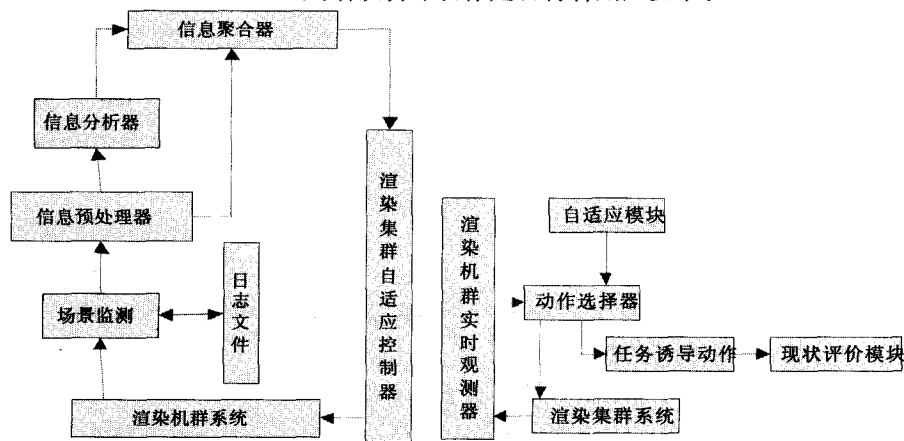 信息聚合器
信息分析器
信息预处理器
场景监测
日志文件
渲染机群系统
渲染集群自适应控制器
渲染机群实时观测器
自适应模块
动作选择器
任务诱导动作
现状评价模块
渲染集群系统